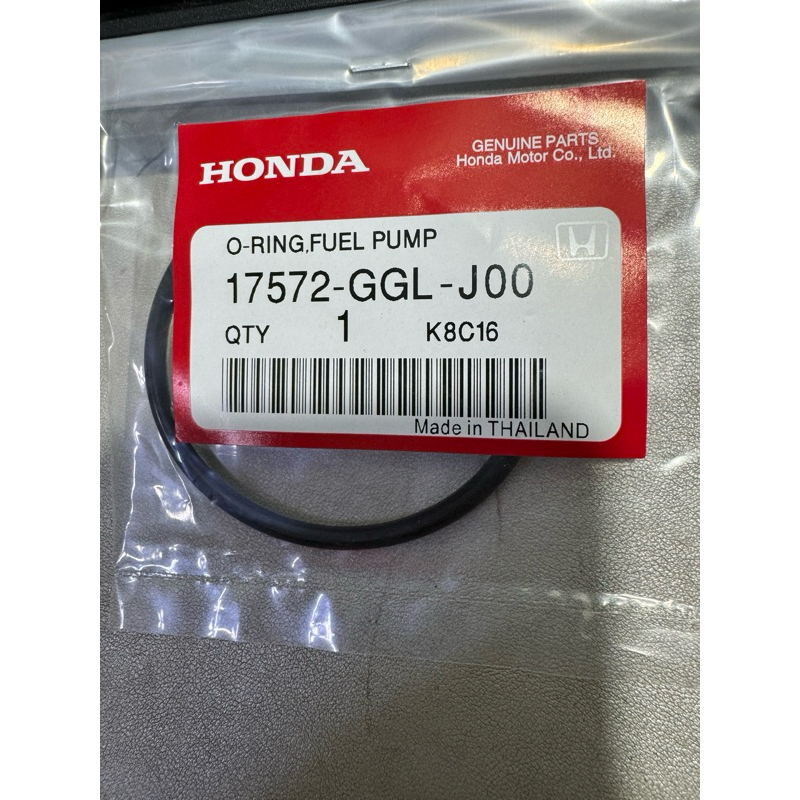 HONDA
GENUINE PARTS
Honda Motor Co., Ltd.
O-RING,FUEL PUMP
17572-GGL-J00
QTY 1 K8C16
Made in THAILAND